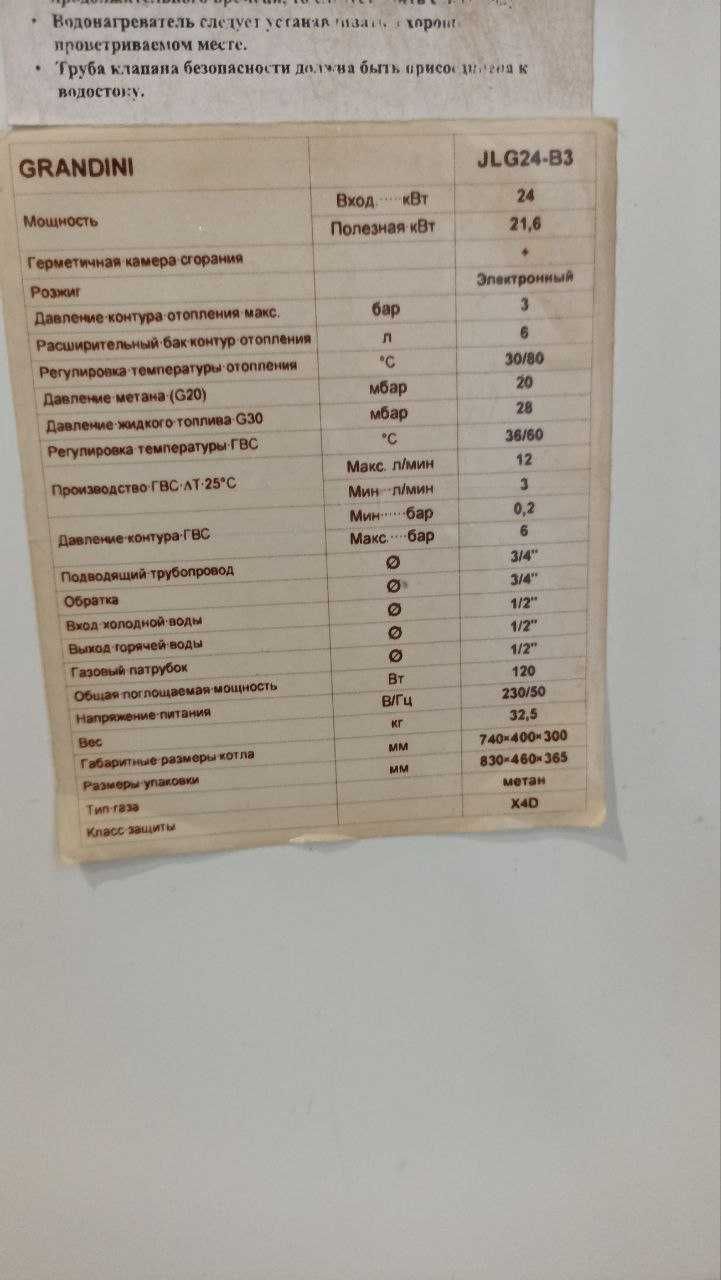 Водонагреватель следует устанавливать в хорошо
проветриваемом месте.
• Труба клапана безопасности должна быть присоединена к
водостоку.
GRANDINI JLG24-B3
Мощность Вход.·····кВт 24
Полезная·кВт 21,6
Герметичная·камера·сгорания +
Розжиг Электронный
Давление·контура·отопления·макс. бар 3
Расширительный·бак·контур·отопления л 6
Регулировка·температуры·отопления °C 30/80
Давление·метана·(G20) мбар 20
Давление·жидкого·топлива·G30 мбар 28
Регулировка·температуры·ГВС °C 36/60
Производство·ГВС·ΔT·25°C Макс.·л/мин 12
Мин···л/мин 3
Давление·контура·ГВС Мин······бар 0,2
Макс.····бар 6
Подводящий·трубопровод Ø 3/4"
Обратка Ø 3/4"
Вход·холодной·воды Ø 1/2"
Выход·горячей·воды Ø 1/2"
Газовый·патрубок Ø 1/2"
Общая·поглощаемая·мощность Вт 120
Напряжение·питания В/Гц 230/50
Вес кг 32,5
Габаритные·размеры·котла мм 740×400×300
Размеры·упаковки мм 830×460×365
Тип·газа метан
Класс·защиты X4D